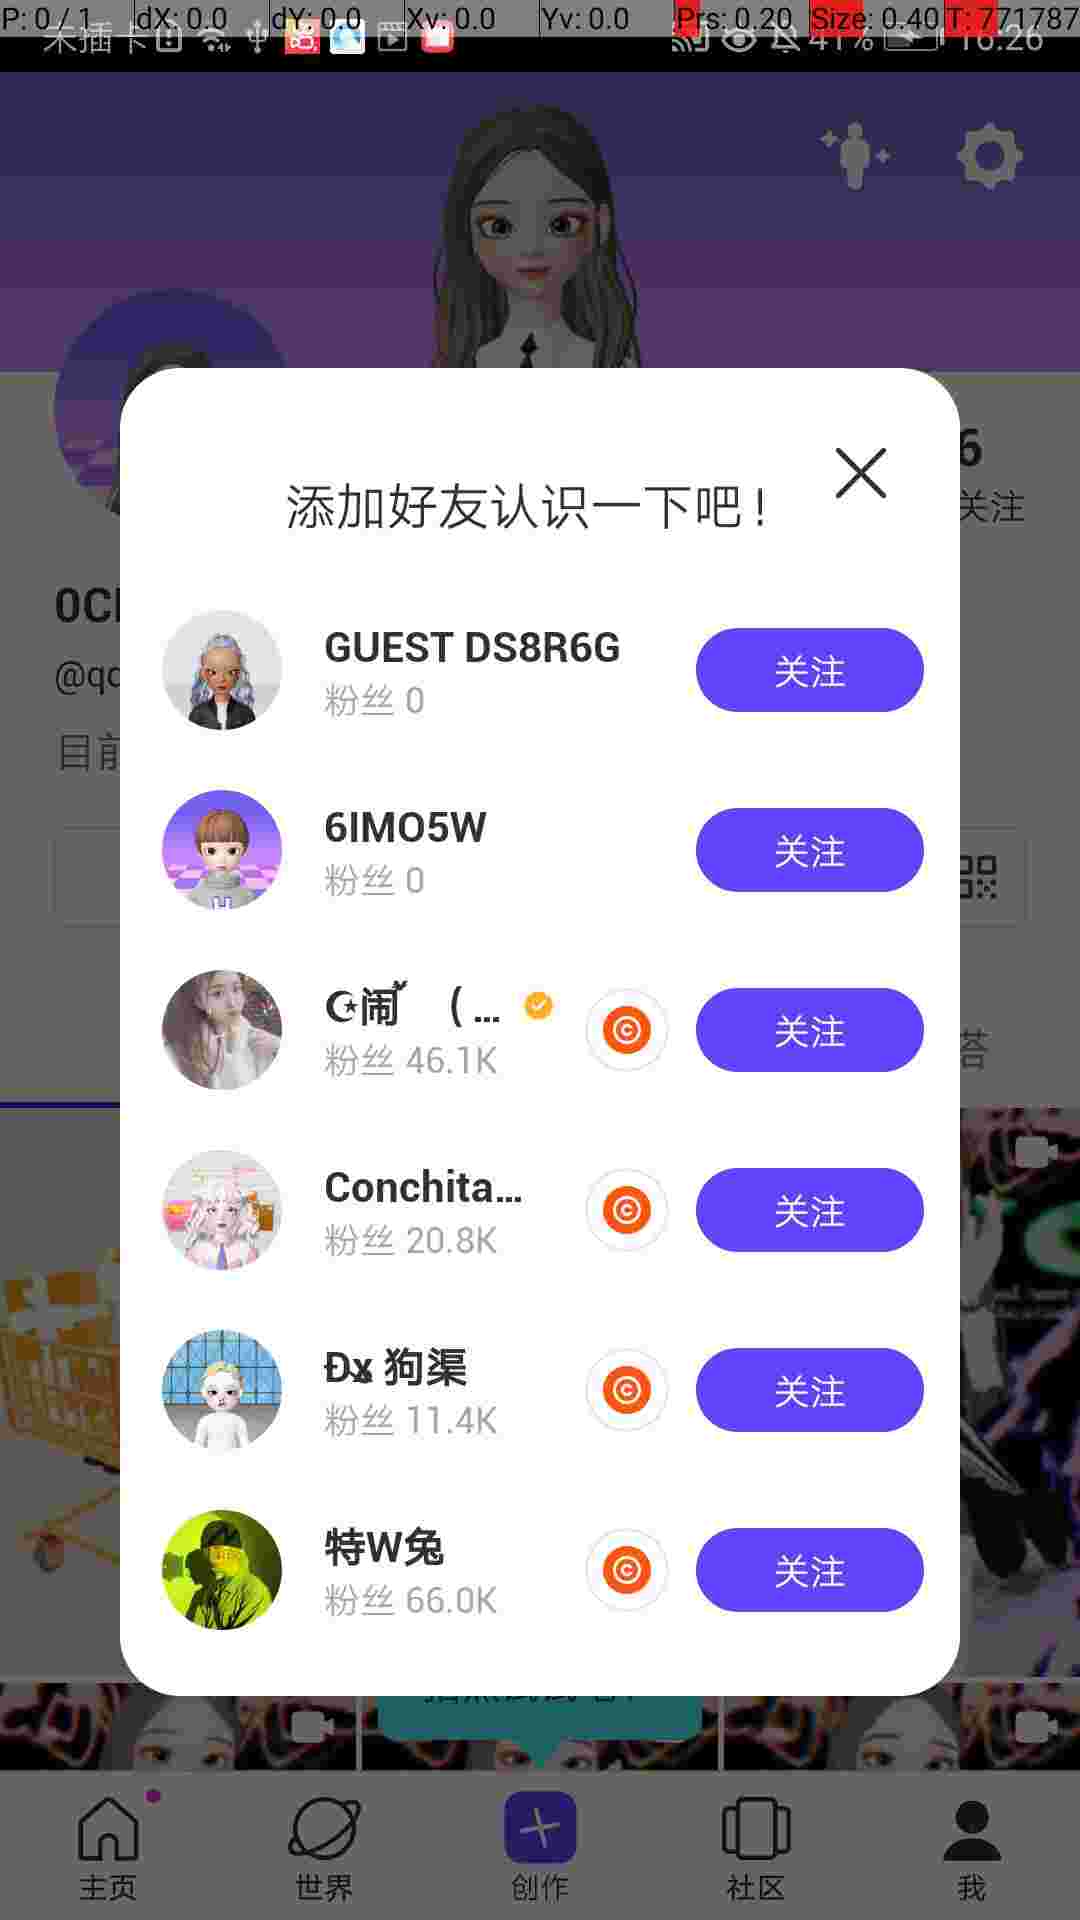 P: 0 / 1 dX: 0.0 dY: 0.0 Xv: 0.0 Yv: 0.0 Prs: 0.20 Size: 0.40 T: 771787
未插卡 41% 16:26
6
关注
添加好友认识一下吧!
@qc
目前
GUEST DS8R6G
粉丝 0
关注
6IMO5W
粉丝 0
关注
闹 ( ...
粉丝 46.1K
关注
Conchita...
粉丝 20.8K
关注
狗渠
粉丝 11.4K
关注
特W兔
粉丝 66.0K
关注
主页
世界
创作
社区
我